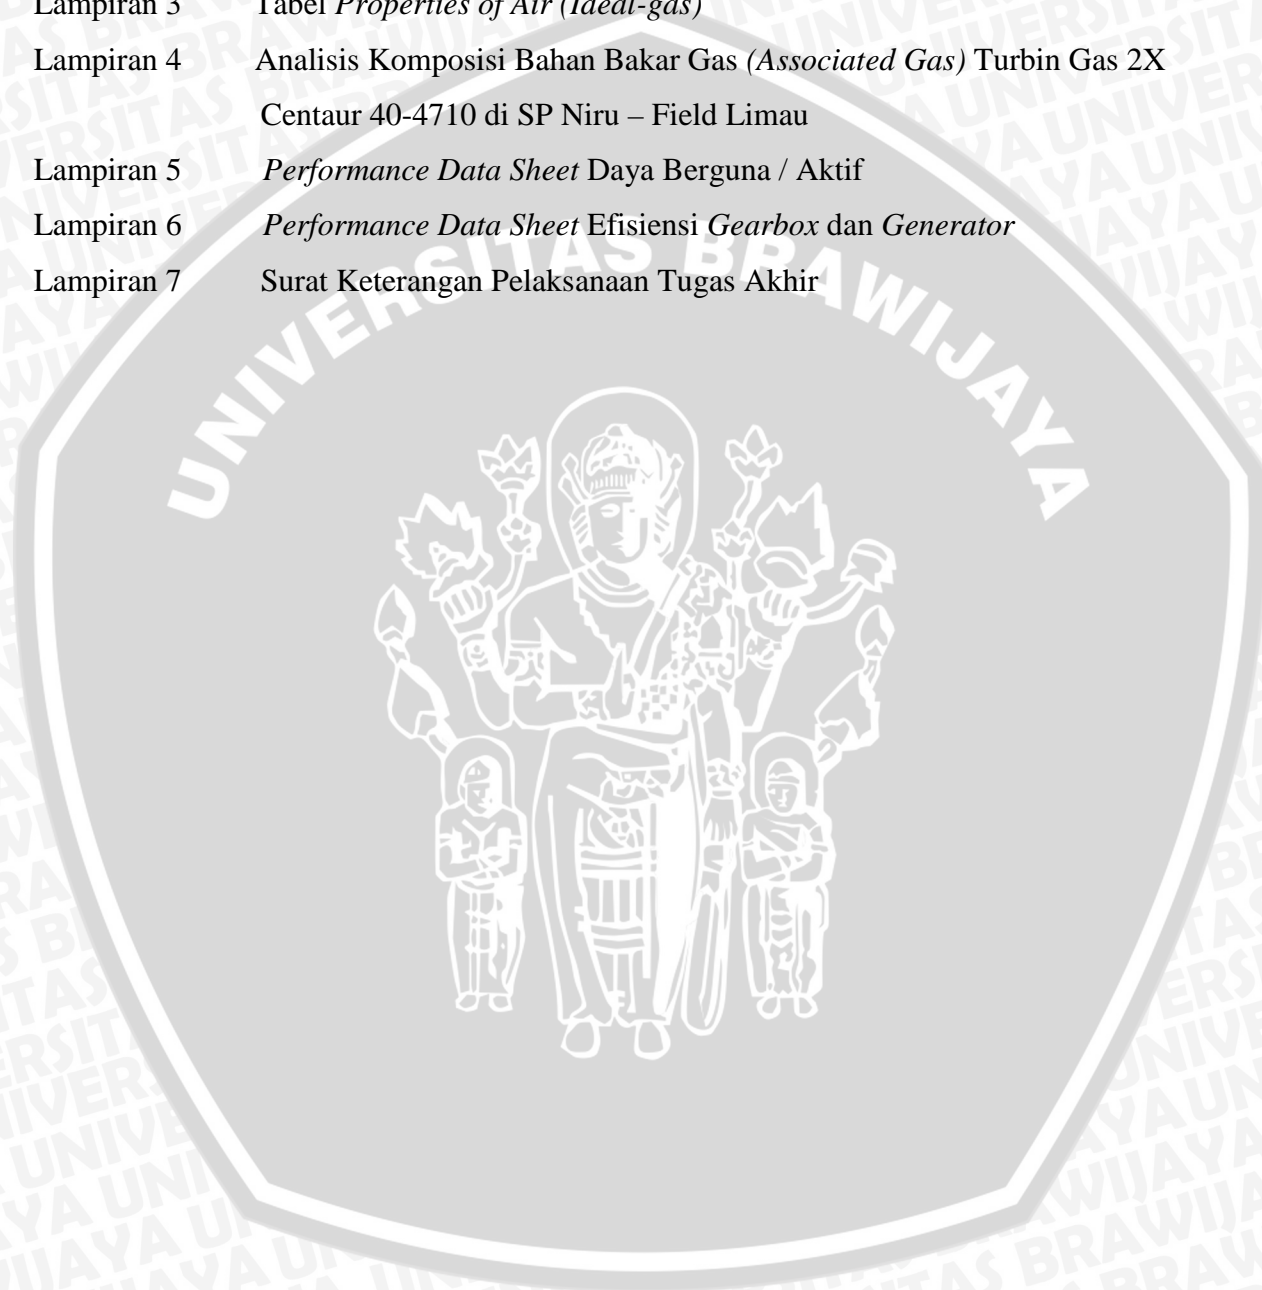 Lampiran 3 Tabel Properties of Air (Ideal-gas)
Lampiran 4 Analisis Komposisi Bahan Bakar Gas (Associated Gas) Turbin Gas 2X
Centaur 40-4710 di SP Niru – Field Limau
Lampiran 5 Performance Data Sheet Daya Berguna / Aktif
Lampiran 6 Performance Data Sheet Efisiensi Gearbox dan Generator
Lampiran 7 Surat Keterangan Pelaksanaan Tugas Akhir
UNIVERSITAS BRAWIJAYA